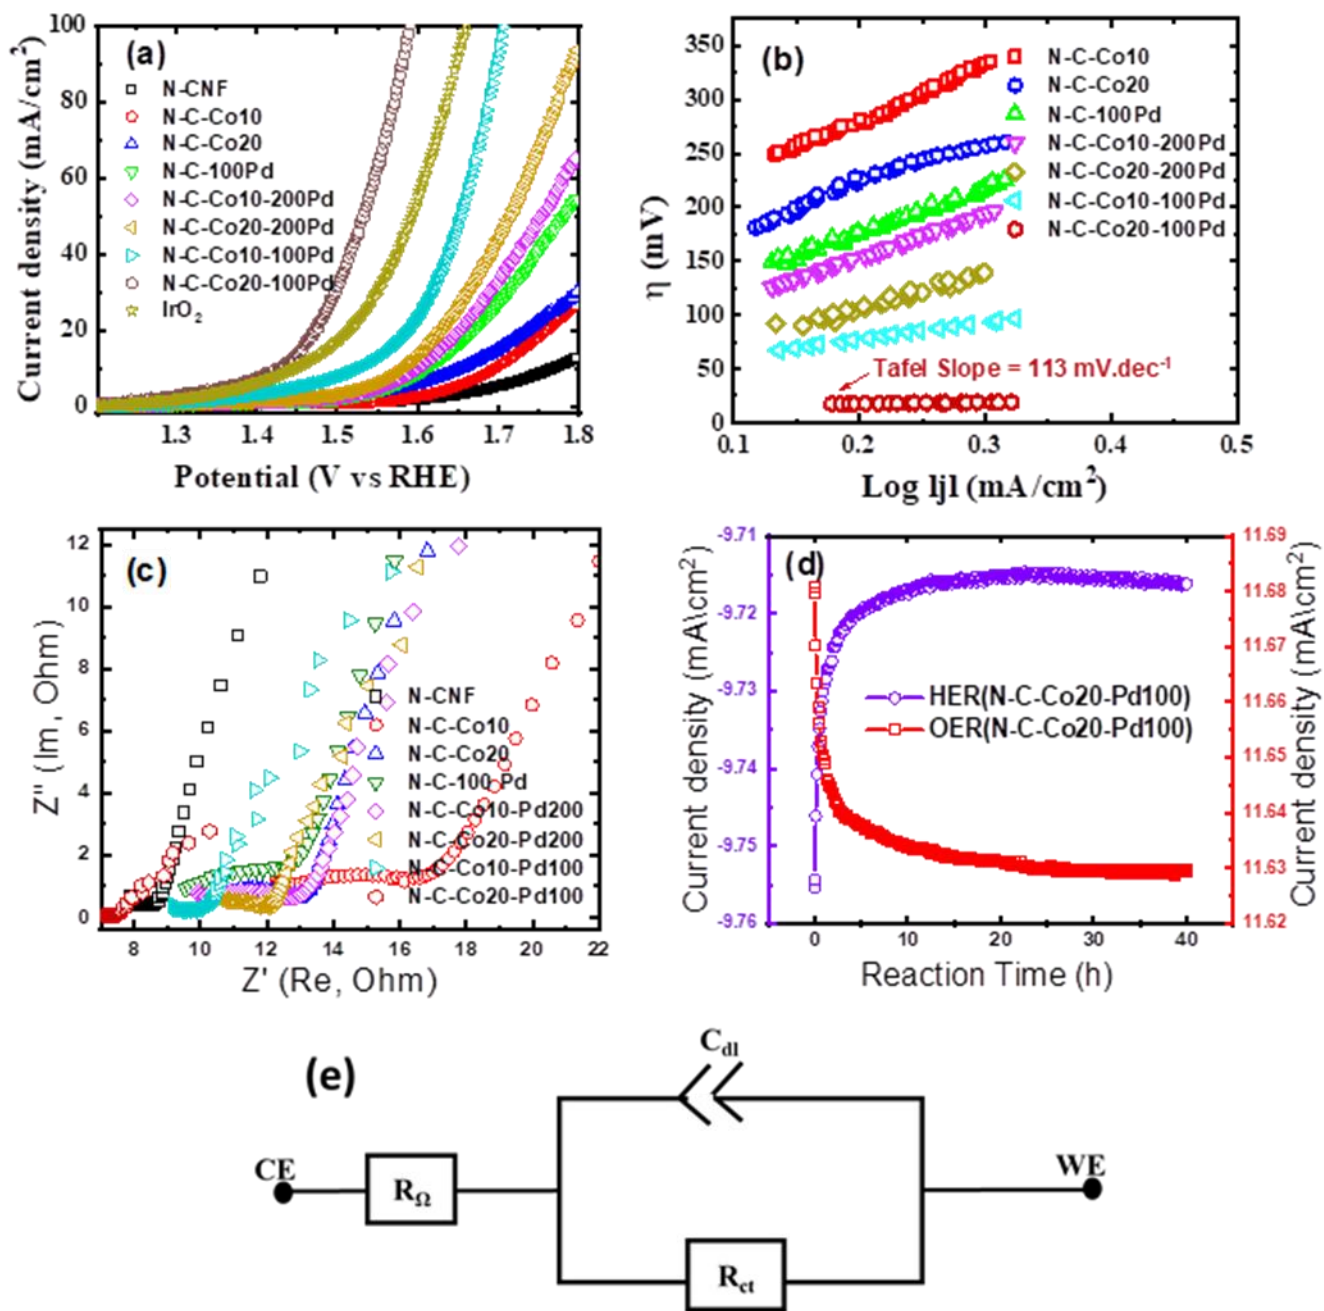 (a)
Current density (mA/cm²)
100
80
60
40
20
0
N-CNF
N-C-Co10
N-C-Co20
N-C-100Pd
N-C-Co10-200Pd
N-C-Co20-200Pd
N-C-Co10-100Pd
N-C-Co20-100Pd
IrO₂
1.3 1.4 1.5 1.6 1.7 1.8
Potential (V vs RHE)
(b)
η (mV)
350
300
250
200
150
100
50
0
N-C-Co10
N-C-Co20
N-C-100Pd
N-C-Co10-200Pd
N-C-Co20-200Pd
N-C-Co10-100Pd
N-C-Co20-100Pd
Tafel Slope = 113 mV.dec⁻¹
0.1 0.2 0.3 0.4 0.5
Log ljl (mA/cm²)
(c)
Z'' (Im, Ohm)
12
10
8
6
4
2
0
N-CNF
N-C-Co10
N-C-Co20
N-C-100-Pd
N-C-Co10-Pd200
N-C-Co20-Pd200
N-C-Co10-Pd100
N-C-Co20-Pd100
8 10 12 14 16 18 20 22
Z' (Re, Ohm)
(d)
Current density (mA\cm²)
-9.71
-9.72
-9.73
-9.74
-9.75
-9.76
HER(N-C-Co20-Pd100)
OER(N-C-Co20-Pd100)
11.69
11.68
11.67
11.66
11.65
11.64
11.63
11.62
Current density (mA\cm²)
0 10 20 30 40
Reaction Time (h)
(e)
C_dl
CE
R_Ω
WE
R_ct